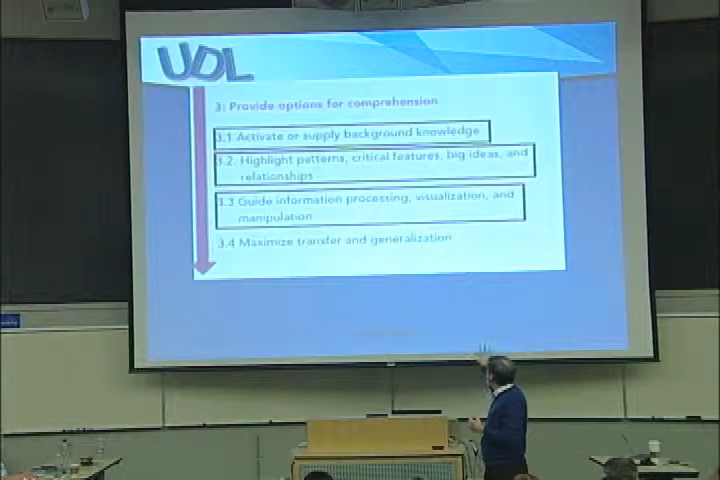 UDL
3: Provide options for comprehension
3.1 Activate or supply background knowledge
3.2 Highlight patterns, critical features, big ideas, and
relationships
3.3 Guide information processing, visualization, and
manipulation
3.4 Maximize transfer and generalization